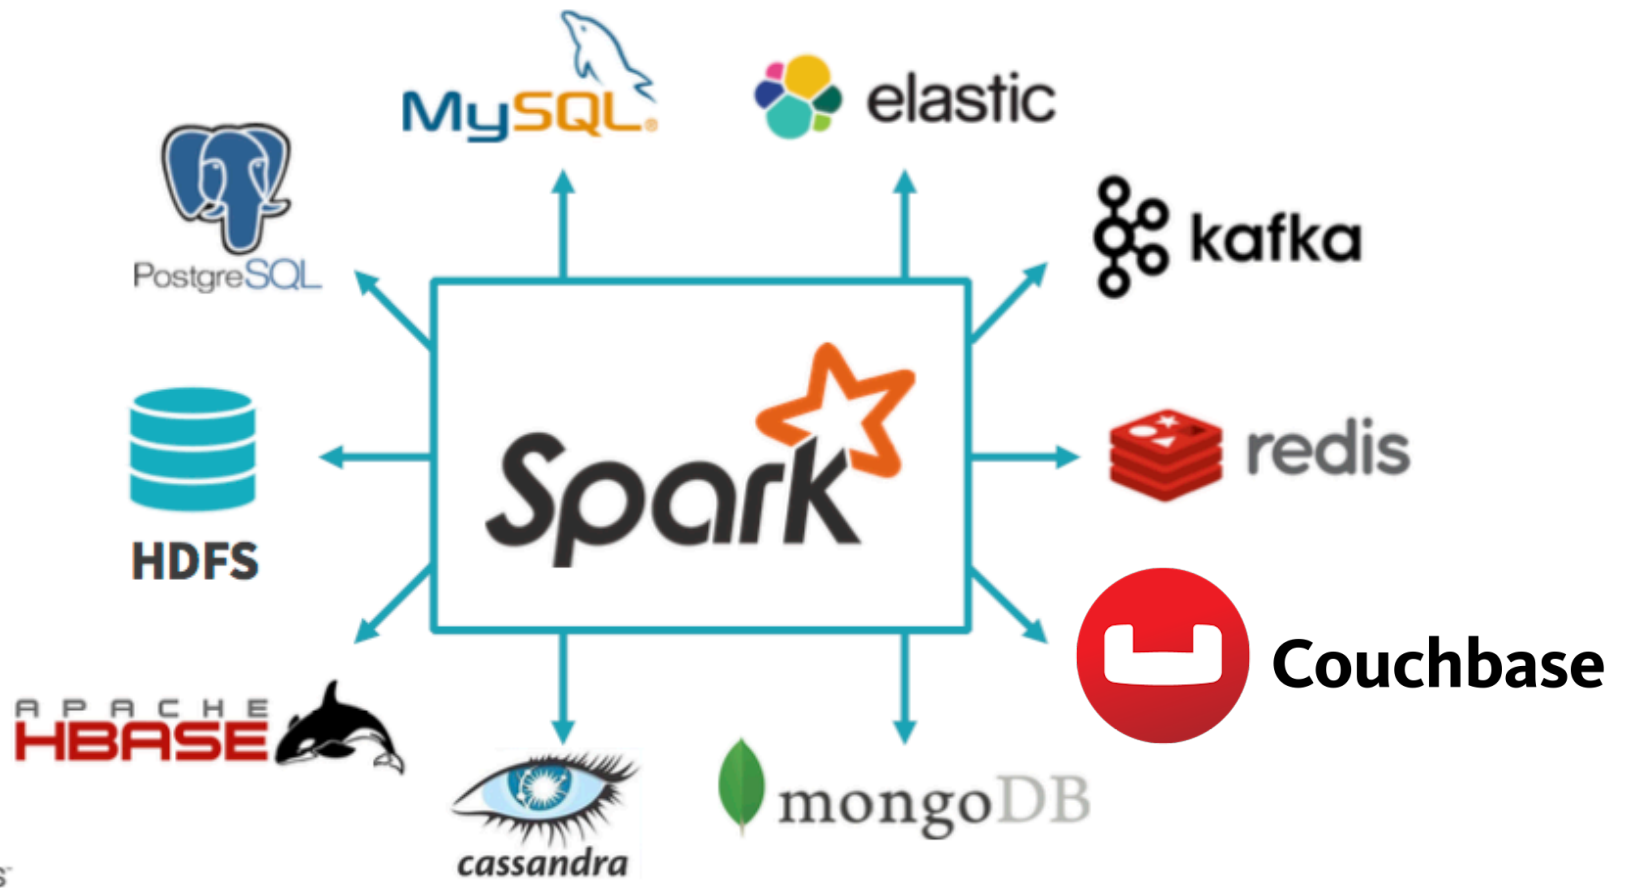 MySQL®
elastic
PostgreSQL
kafka
Spark
redis
HDFS
Couchbase
APACHE
HBASE
mongoDB
cassandra